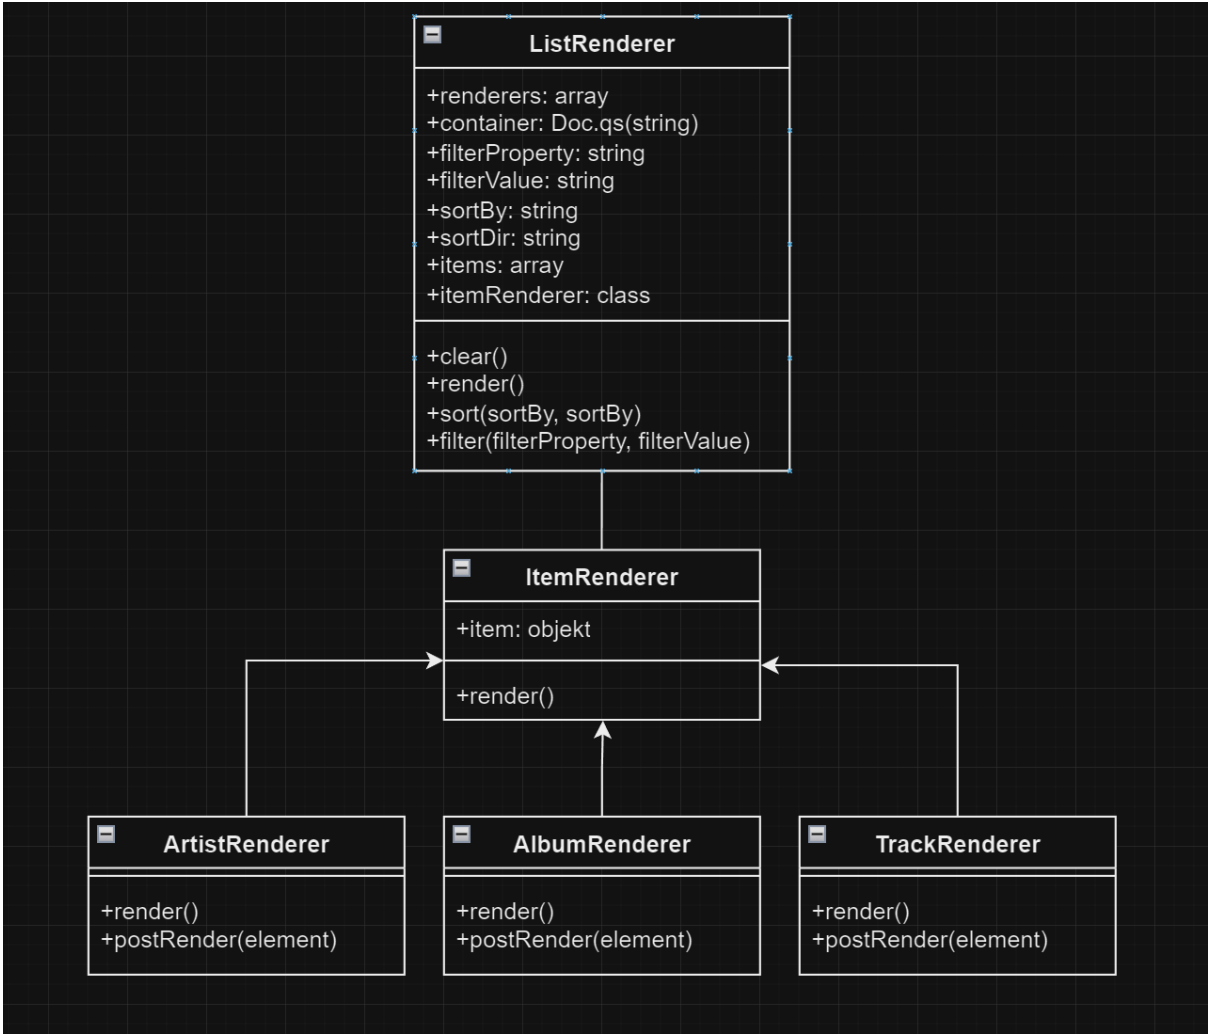 ListRenderer
+renderers: array
+container: Doc.qs(string)
+filterProperty: string
+filterValue: string
+sortBy: string
+sortDir: string
+items: array
+itemRenderer: class
+clear()
+render()
+sort(sortBy, sortBy)
+filter(filterProperty, filterValue)
ItemRenderer
+item: objekt
+render()
ArtistRenderer
+render()
+postRender(element)
AlbumRenderer
+render()
+postRender(element)
TrackRenderer
+render()
+postRender(element)